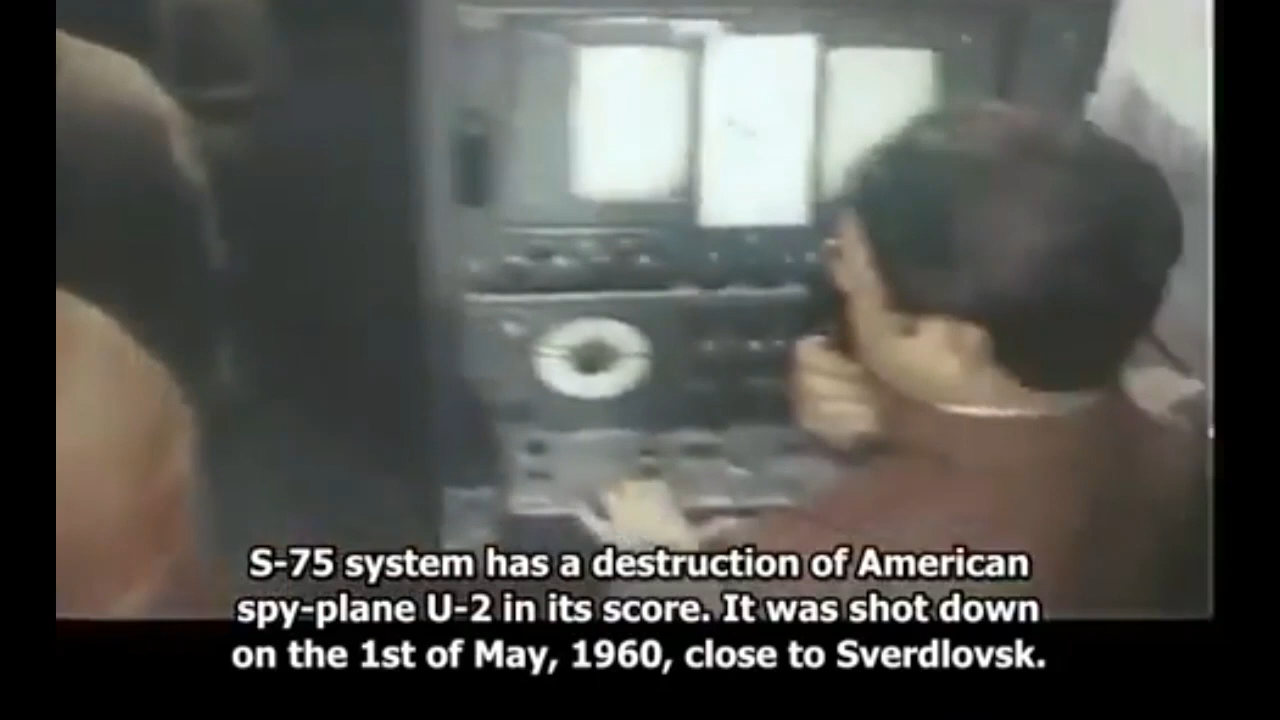 S-75 system has a destruction of American
spy-plane U-2 in its score. It was shot down
on the 1st of May, 1960, close to Sverdlovsk.